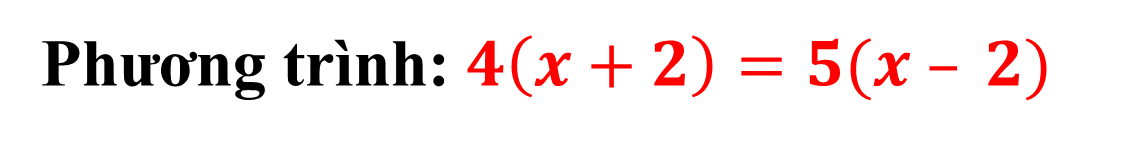 Phương trình: 4(x + 2) = 5(x – 2)